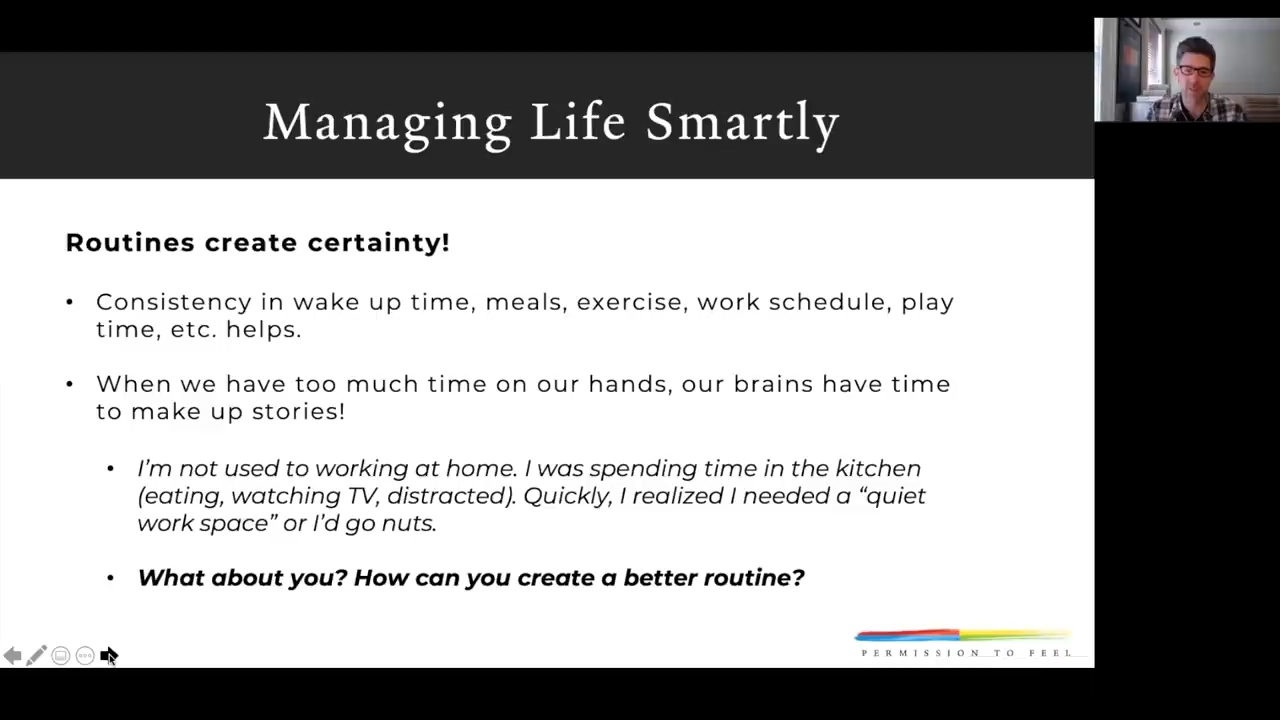 Managing Life Smartly
Routines create certainty!
• Consistency in wake up time, meals, exercise, work schedule, play
time, etc. helps.
• When we have too much time on our hands, our brains have time
to make up stories!
• I’m not used to working at home. I was spending time in the kitchen
(eating, watching TV, distracted). Quickly, I realized I needed a “quiet
work space” or I’d go nuts.
• What about you? How can you create a better routine?
PERMISSION TO FEEL